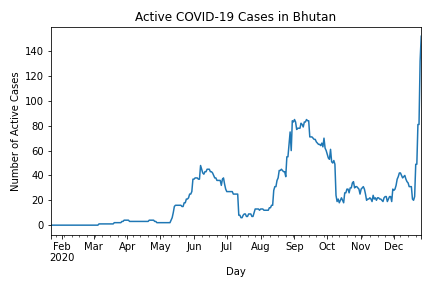 Active COVID-19 Cases in Bhutan
Number of Active Cases
140
120
100
80
60
40
20
0
Feb Mar Apr May Jun Jul Aug Sep Oct Nov Dec
2020
Day